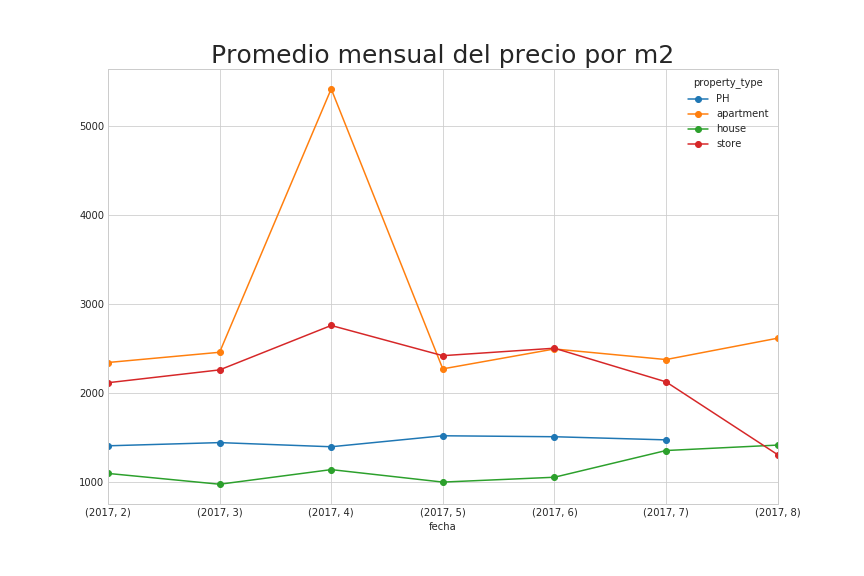 Promedio mensual del precio por m2
property_type
PH
apartment
house
store
5000
4000
3000
2000
1000
(2017, 2) (2017, 3) (2017, 4) (2017, 5) (2017, 6) (2017, 7) (2017, 8)
fecha